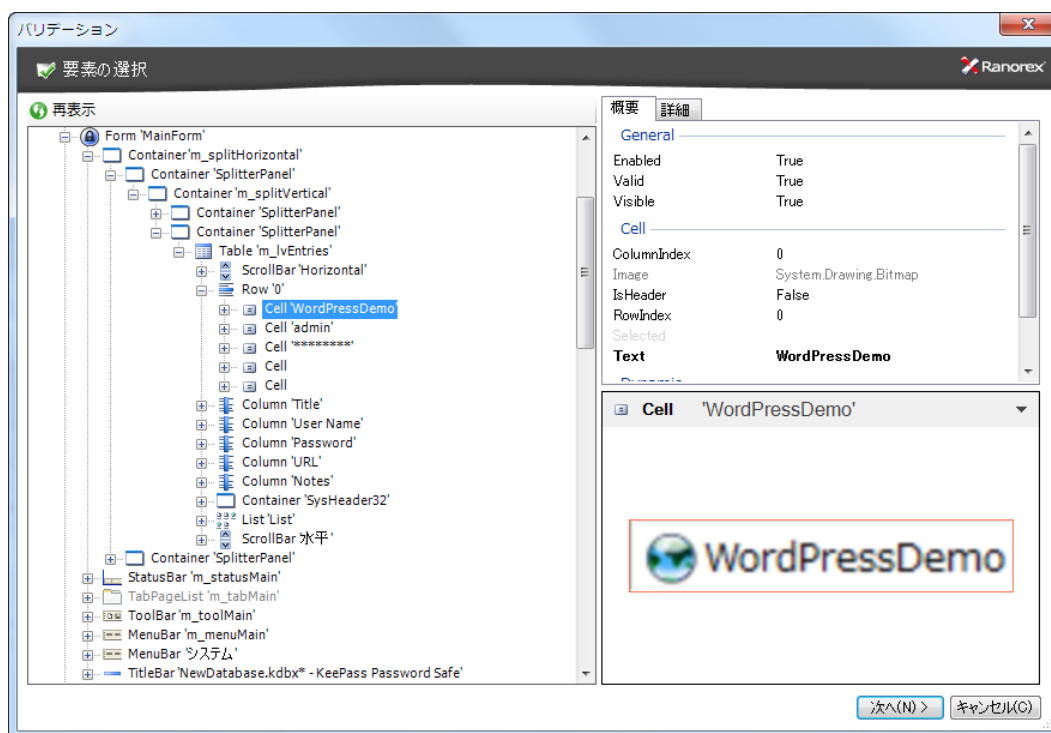 バリデーション
要素の選択
Ranorex
再表示
Form 'MainForm'
Container'm_splitHorizontal'
Container 'SplitterPanel'
Container 'm_splitVertical'
Container 'SplitterPanel'
Container 'SplitterPanel'
Table 'm_lvEntries'
ScrollBar 'Horizontal'
Row '0'
Cell 'WordPressDemo'
Cell 'admin'
Cell '********'
Cell
Cell
Column 'Title'
Column 'User Name'
Column 'Password'
Column 'URL'
Column 'Notes'
Container 'SysHeader32'
List 'List'
ScrollBar '水平'
Container 'SplitterPanel'
StatusBar 'm_statusMain'
TabPageList 'm_tabMain'
ToolBar 'm_toolMain'
MenuBar 'm_menuMain'
MenuBar 'システム'
TitleBar 'NewDatabase.kdbx* - KeePass Password Safe'
概要 詳細
General
Enabled True
Valid True
Visible True
Cell
ColumnIndex 0
Image System.Drawing.Bitmap
IsHeader False
RowIndex 0
Selected
Text WordPressDemo
Dynamic
Cell 'WordPressDemo'
WordPressDemo
次へ(N) > キャンセル(C)